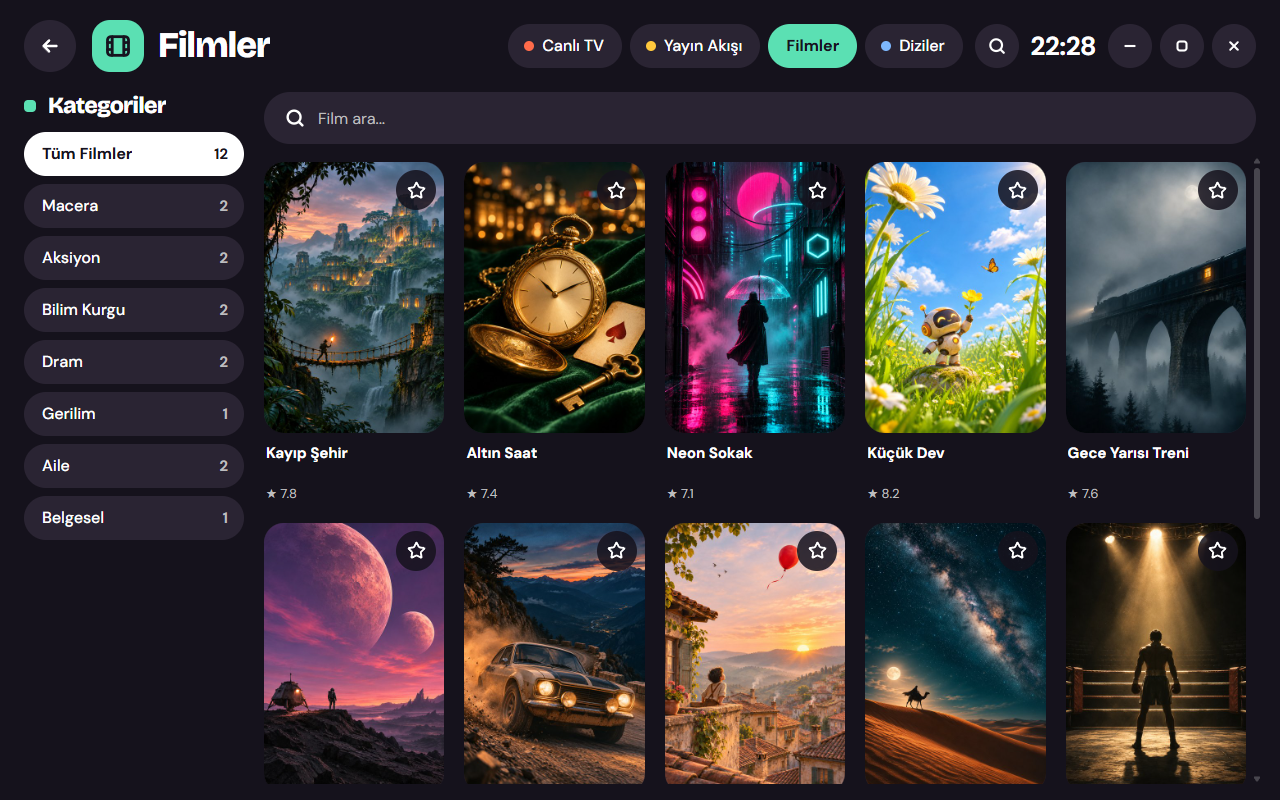 Filmler
Canlı TV
Yayın Akışı
Filmler
Diziler
22:28
Kategoriler
Tüm Filmler 12
Macera 2
Aksiyon 2
Bilim Kurgu 2
Dram 2
Gerilim 1
Aile 2
Belgesel 1
Film ara...
Kayıp Şehir
★ 7.8
Altın Saat
★ 7.4
Neon Sokak
★ 7.1
Küçük Dev
★ 8.2
Gece Yarısı Treni
★ 7.6